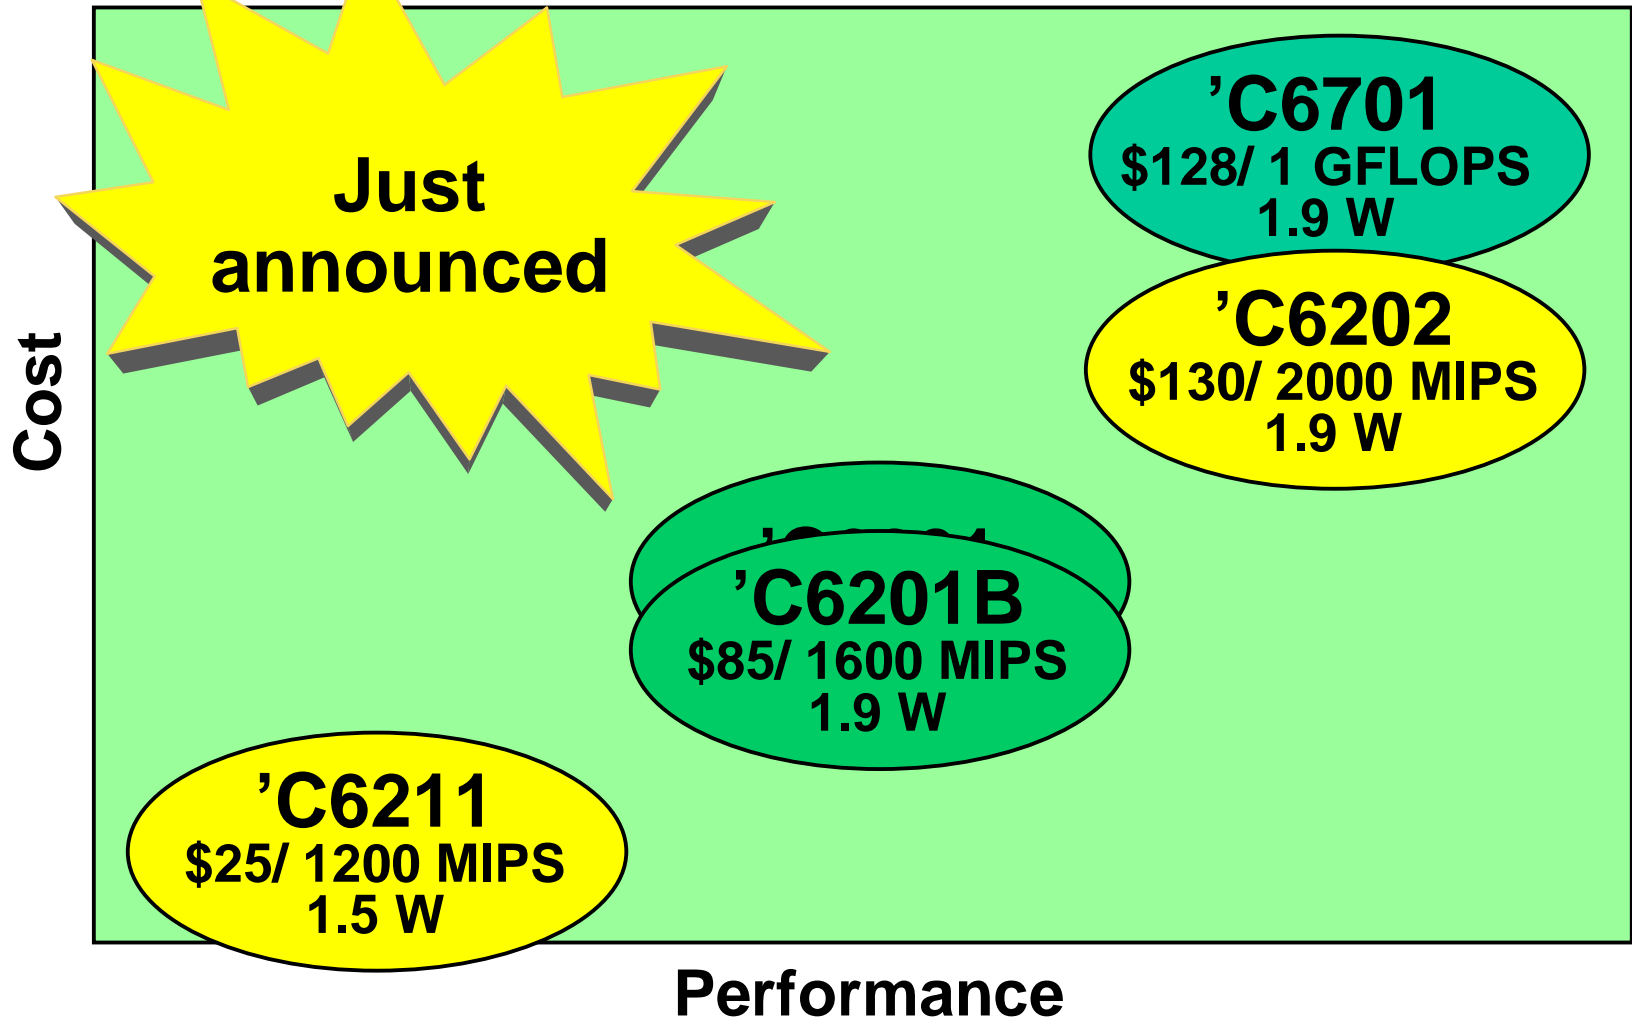 Just
announced
’C6701
$128/ 1 GFLOPS
1.9 W
’C6202
$130/ 2000 MIPS
1.9 W
Cost
’C6201B
$85/ 1600 MIPS
1.9 W
’C6211
$25/ 1200 MIPS
1.5 W
Performance